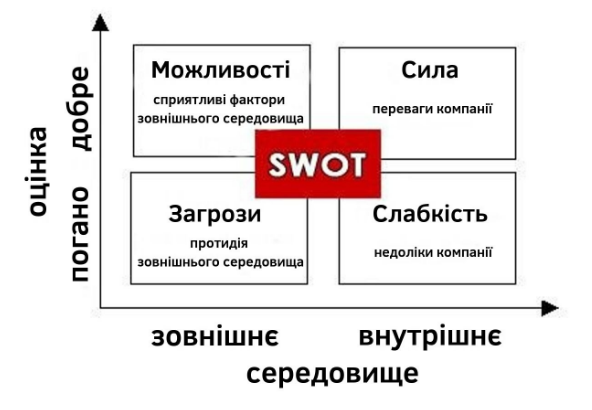 оцінка
добре
погано
Можливості
сприятливі фактори
зовнішнього середовища
Сила
переваги компанії
SWOT
Загрози
протидія
зовнішнього середовища
Слабкість
недоліки компанії
зовнішнє
внутрішнє
середовище